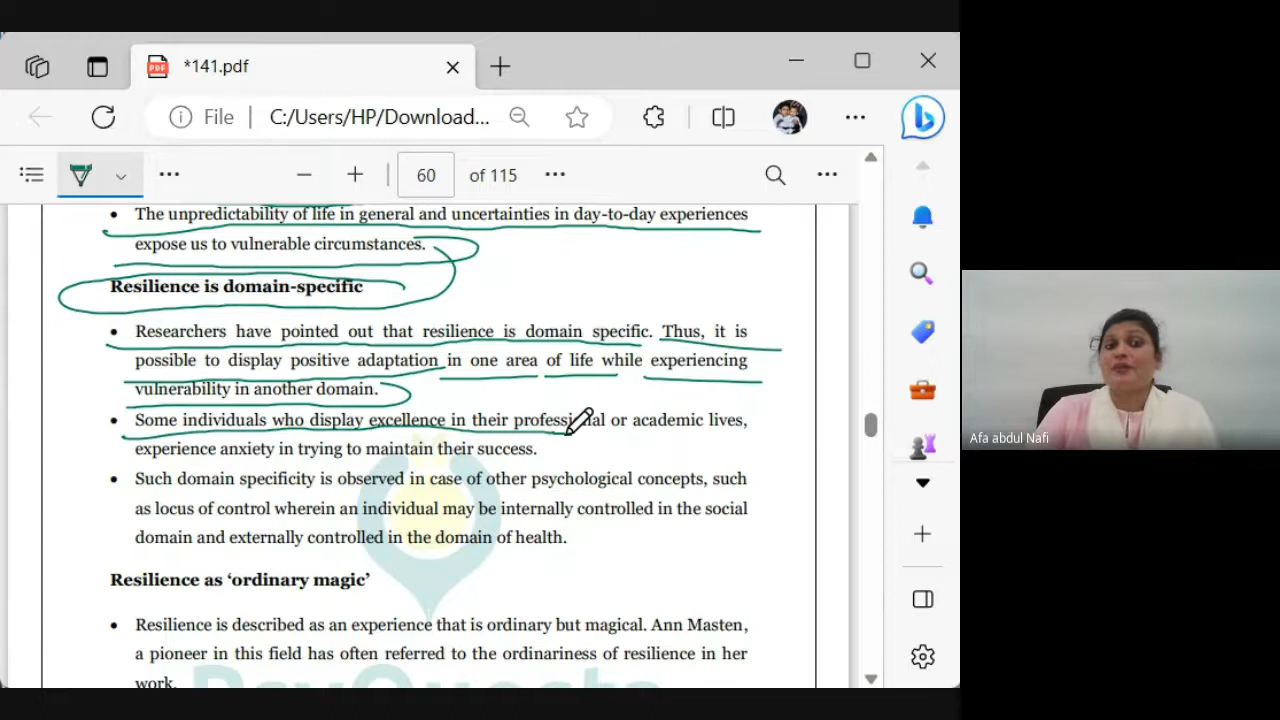 *141.pdf
File
C:/Users/HP/Download...
60 of 115
• The unpredictability of life in general and uncertainties in day-to-day experiences
expose us to vulnerable circumstances.
Resilience is domain-specific
• Researchers have pointed out that resilience is domain specific. Thus, it is
possible to display positive adaptation in one area of life while experiencing
vulnerability in another domain.
• Some individuals who display excellence in their professional or academic lives,
experience anxiety in trying to maintain their success.
• Such domain specificity is observed in case of other psychological concepts, such
as locus of control wherein an individual may be internally controlled in the social
domain and externally controlled in the domain of health.
Resilience as ‘ordinary magic’
• Resilience is described as an experience that is ordinary but magical. Ann Masten,
a pioneer in this field has often referred to the ordinariness of resilience in her
work.
Afa abdul Nafi